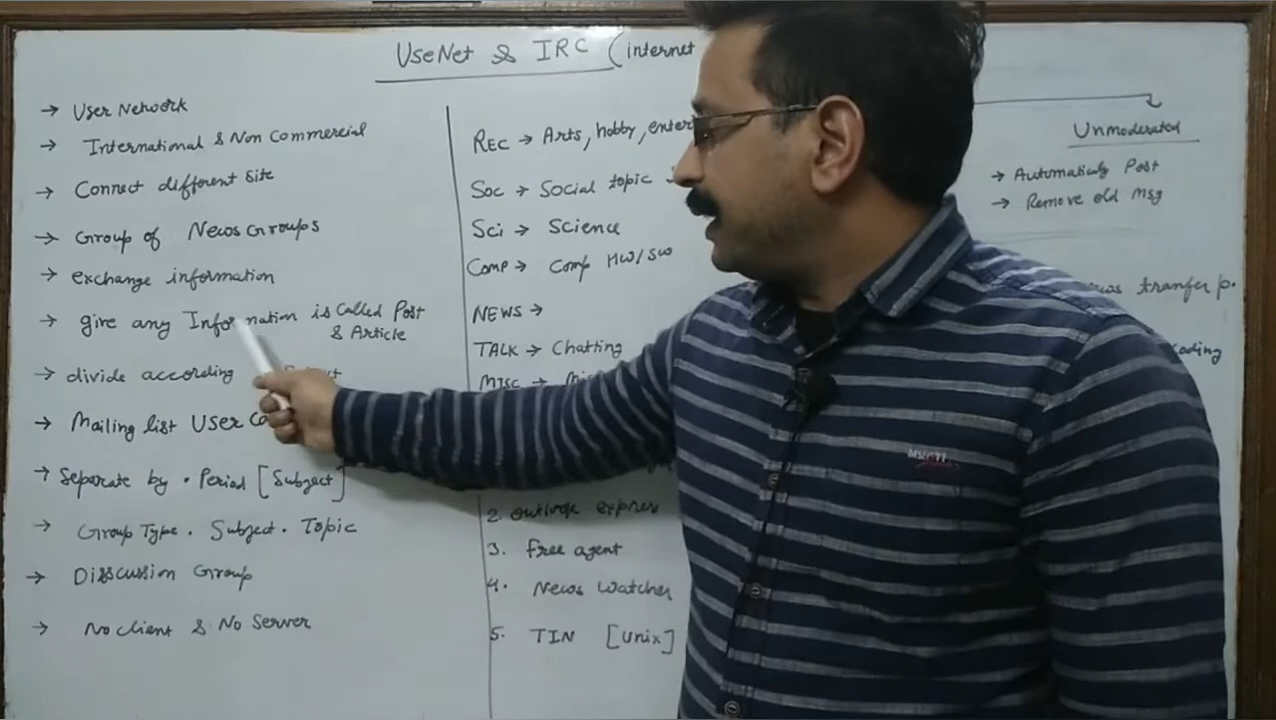 UseNet & IRC (internet
→ User Network
→ International & Non Commercial
→ Connect different site
→ Group of News Groups
→ exchange information
→ give any Information is Called Post
& Article
→ divide according
→ Mailing list User
→ Separate by . Period [Subject]
→ Group Type . Subject . Topic
→ Disscussion Group
→ No client & No Server
REC → Arts, hobby, enter
Soc → Social topic
Sci → Science
Comp → Comp HW/SW
NEWS →
TALK → Chatting
MISC →
2. outlook express
3. Free agent
4. News Watcher
5. TIN [Unix]
Unmoderated
→ Automatically Post
→ Remove old Msg
tranfer p.